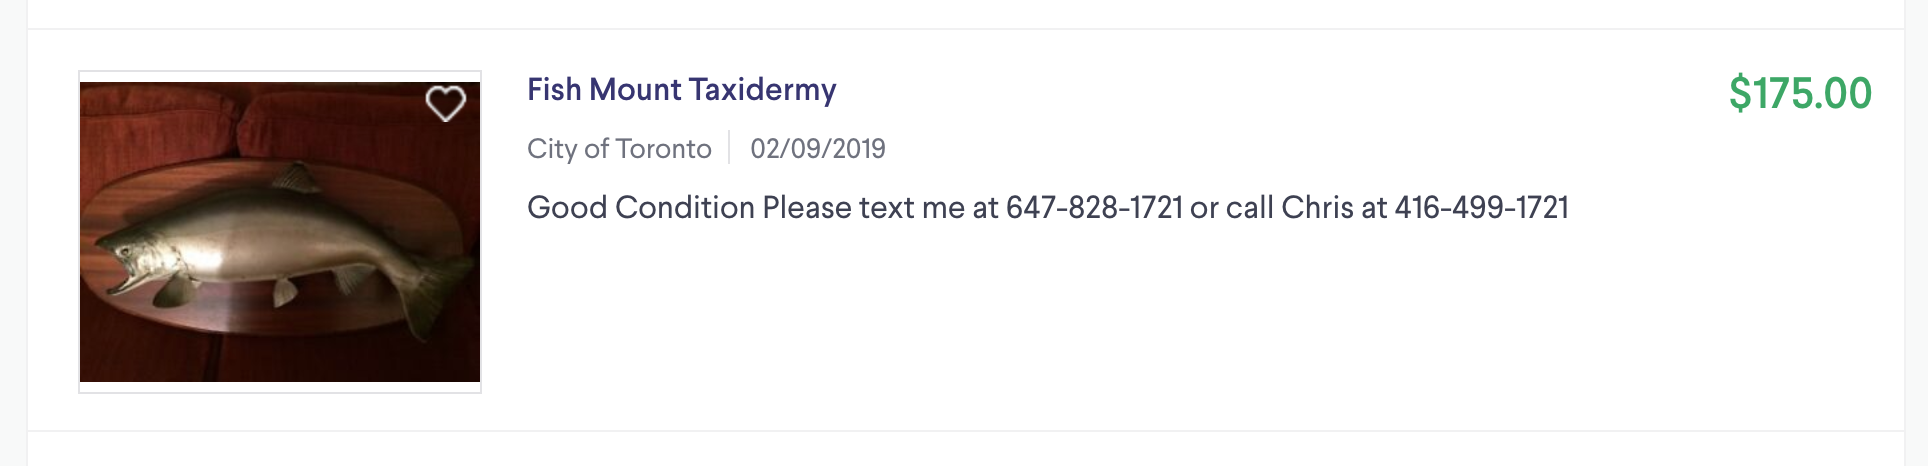 Fish Mount Taxidermy
$175.00
City of Toronto 02/09/2019
Good Condition Please text me at 647-828-1721 or call Chris at 416-499-1721